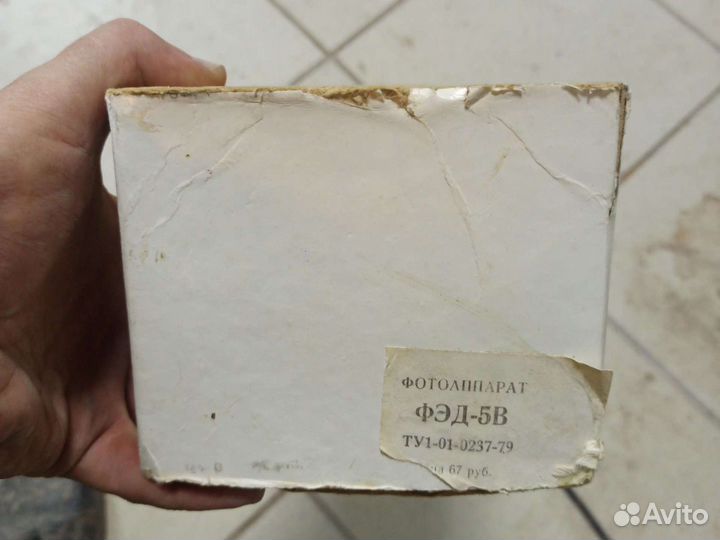 ФОТОАППАРАТ
ФЭД-5В
ТУ1-01-0237-79
67 руб.
Avito